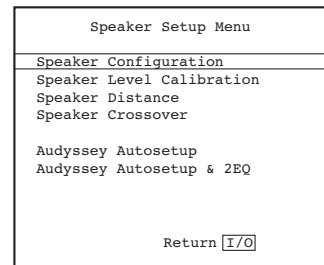 Speaker Setup Menu
Speaker Configuration
Speaker Level Calibration
Speaker Distance
Speaker Crossover
Audyssey Autosetup
Audyssey Autosetup & 2EQ
Return I/O